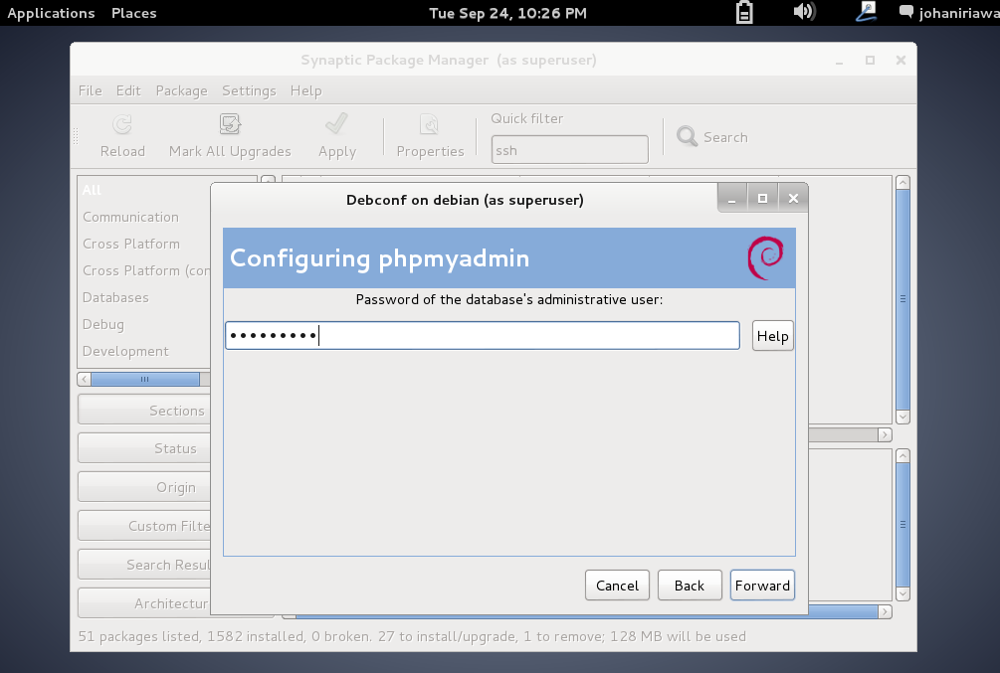 Applications Places Tue Sep 24, 10:26 PM johaniriawa
Synaptic Package Manager (as superuser)
File Edit Package Settings Help
Reload Mark All Upgrades Apply Properties Quick filter Search
ssh
All
Communication
Cross Platform
Cross Platform (con
Databases
Debug
Development
Sections
Status
Origin
Custom Filte
Search Resul
Architectur
Debconf on debian (as superuser)
Configuring phpmyadmin
Password of the database's administrative user:
Help
Cancel Back Forward
51 packages listed, 1582 installed, 0 broken. 27 to install/upgrade, 1 to remove; 128 MB will be used